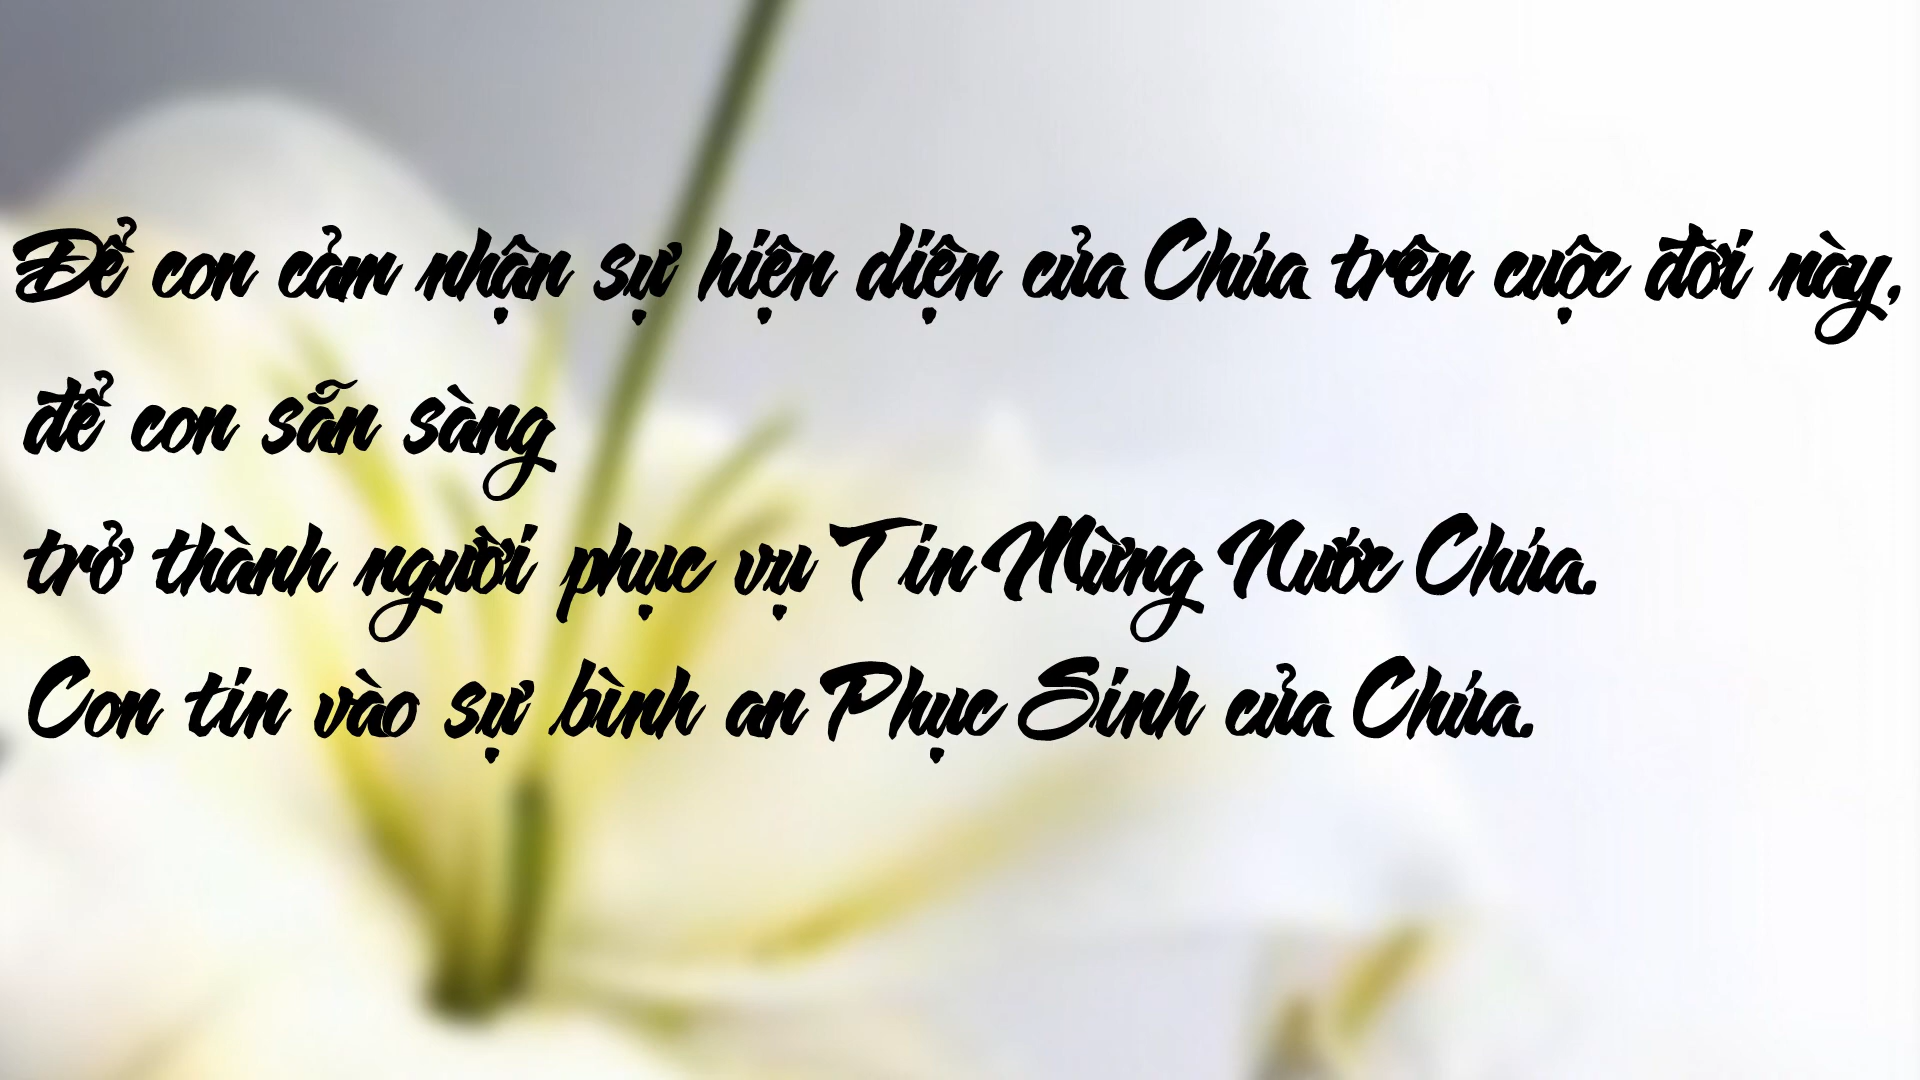 Để con cảm nhận sự hiện diện của Chúa trên cuộc đời này,
để con sẵn sàng
trở thành người phục vụ Tin Mừng Nước Chúa.
Con tin vào sự bình an Phục Sinh của Chúa.